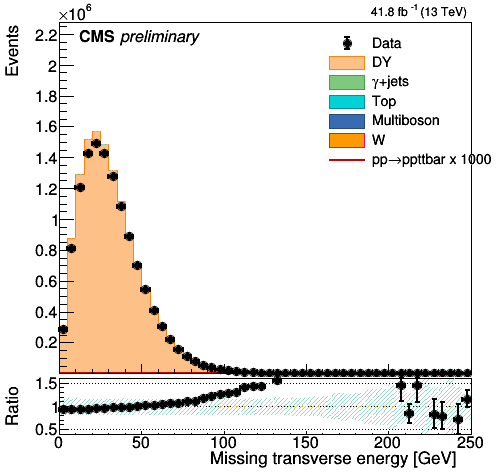 ×10⁶
41.8 fb⁻¹ (13 TeV)
CMS preliminary
Events
2.2
2
1.8
1.6
1.4
1.2
1
0.8
0.6
0.4
0.2
Data
DY
γ+jets
Top
Multiboson
W
pp→ppttbar x 1000
Ratio
1.5
1
0.5
0 50 100 150 200 250
Missing transverse energy [GeV]